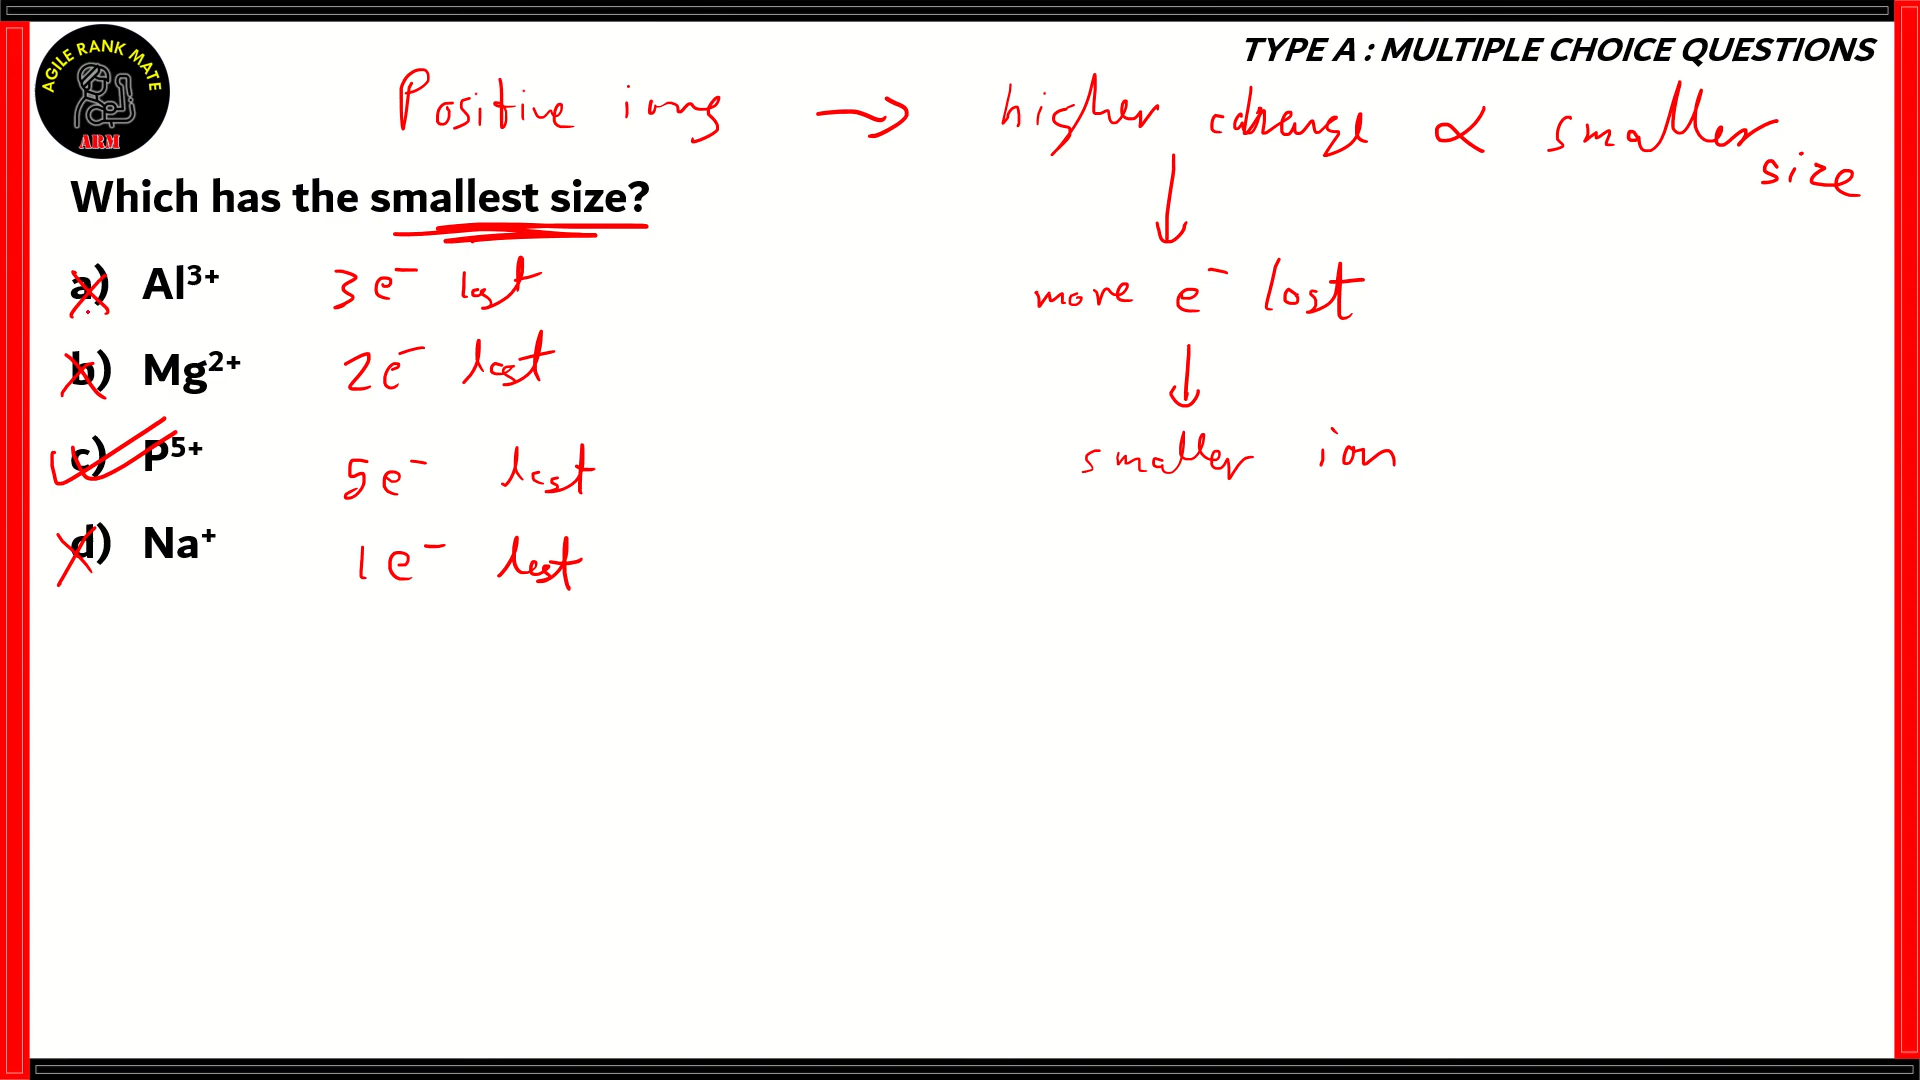 AGILE RANK MATE
ARM
TYPE A : MULTIPLE CHOICE QUESTIONS
Positive ions → higher charge ∝ smaller size
Which has the smallest size?
a) Al³⁺ 3e⁻ lost
more e⁻ lost
b) Mg²⁺ 2e⁻ lost
c) P⁵⁺ 5e⁻ lost
smaller ion
d) Na⁺ 1e⁻ lost